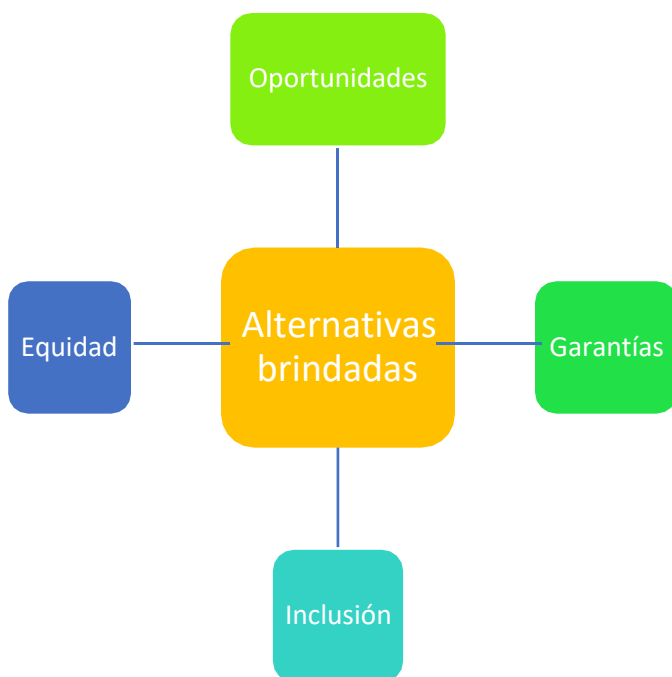 Oportunidades
Equidad
Alternativas
brindadas
Garantías
Inclusión